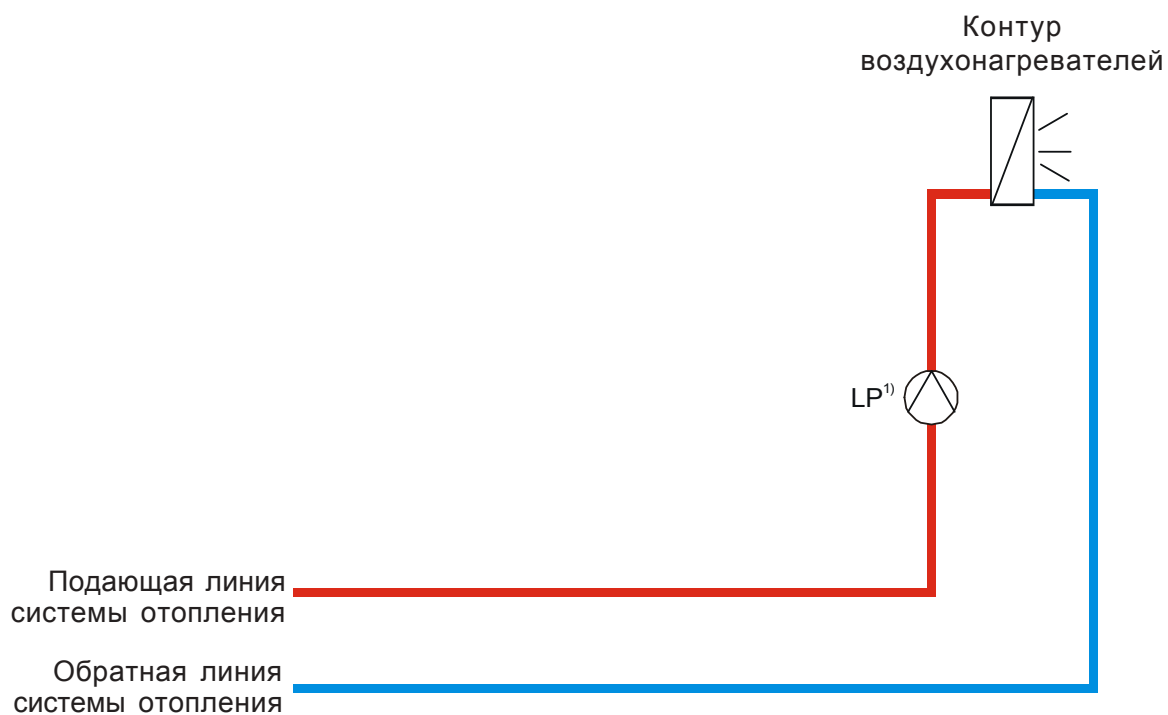 Контур
воздухонагревателей
LP¹⁾
Подающая линия
системы отопления
Обратная линия
системы отопления